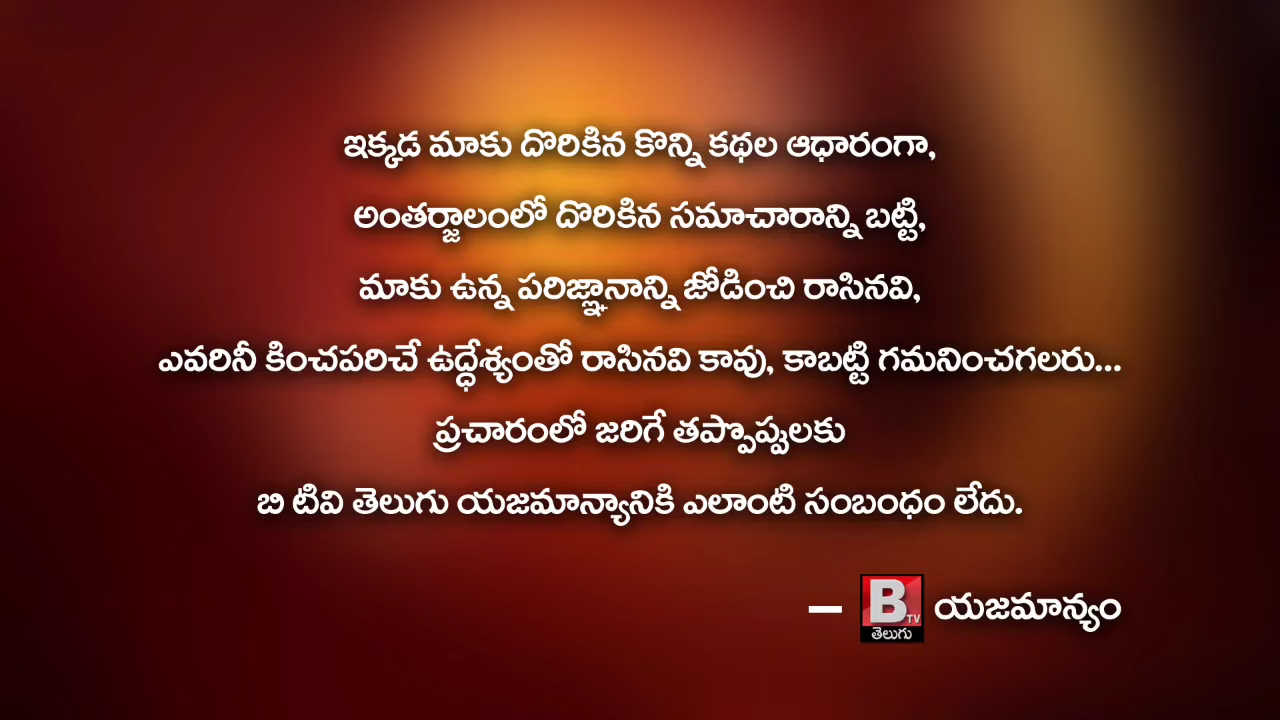 ఇక్కడ మాకు దొరికిన కొన్ని కథల ఆధారంగా,
అంతర్జాలంలో దొరికిన సమాచారాన్ని బట్టి,
మాకు ఉన్న పరిజ్ఞానాన్ని జోడించి రాసినవి,
ఎవరినీ కించపరిచే ఉద్ధేశ్యంతో రాసినవి కావు, కాబట్టి గమనించగలరు...
ప్రచారంలో జరిగే తప్పొప్పులకు
బి టివి తెలుగు యజమాన్యానికి ఎలాంటి సంబంధం లేదు.
– B TV తెలుగు యజమాన్యం